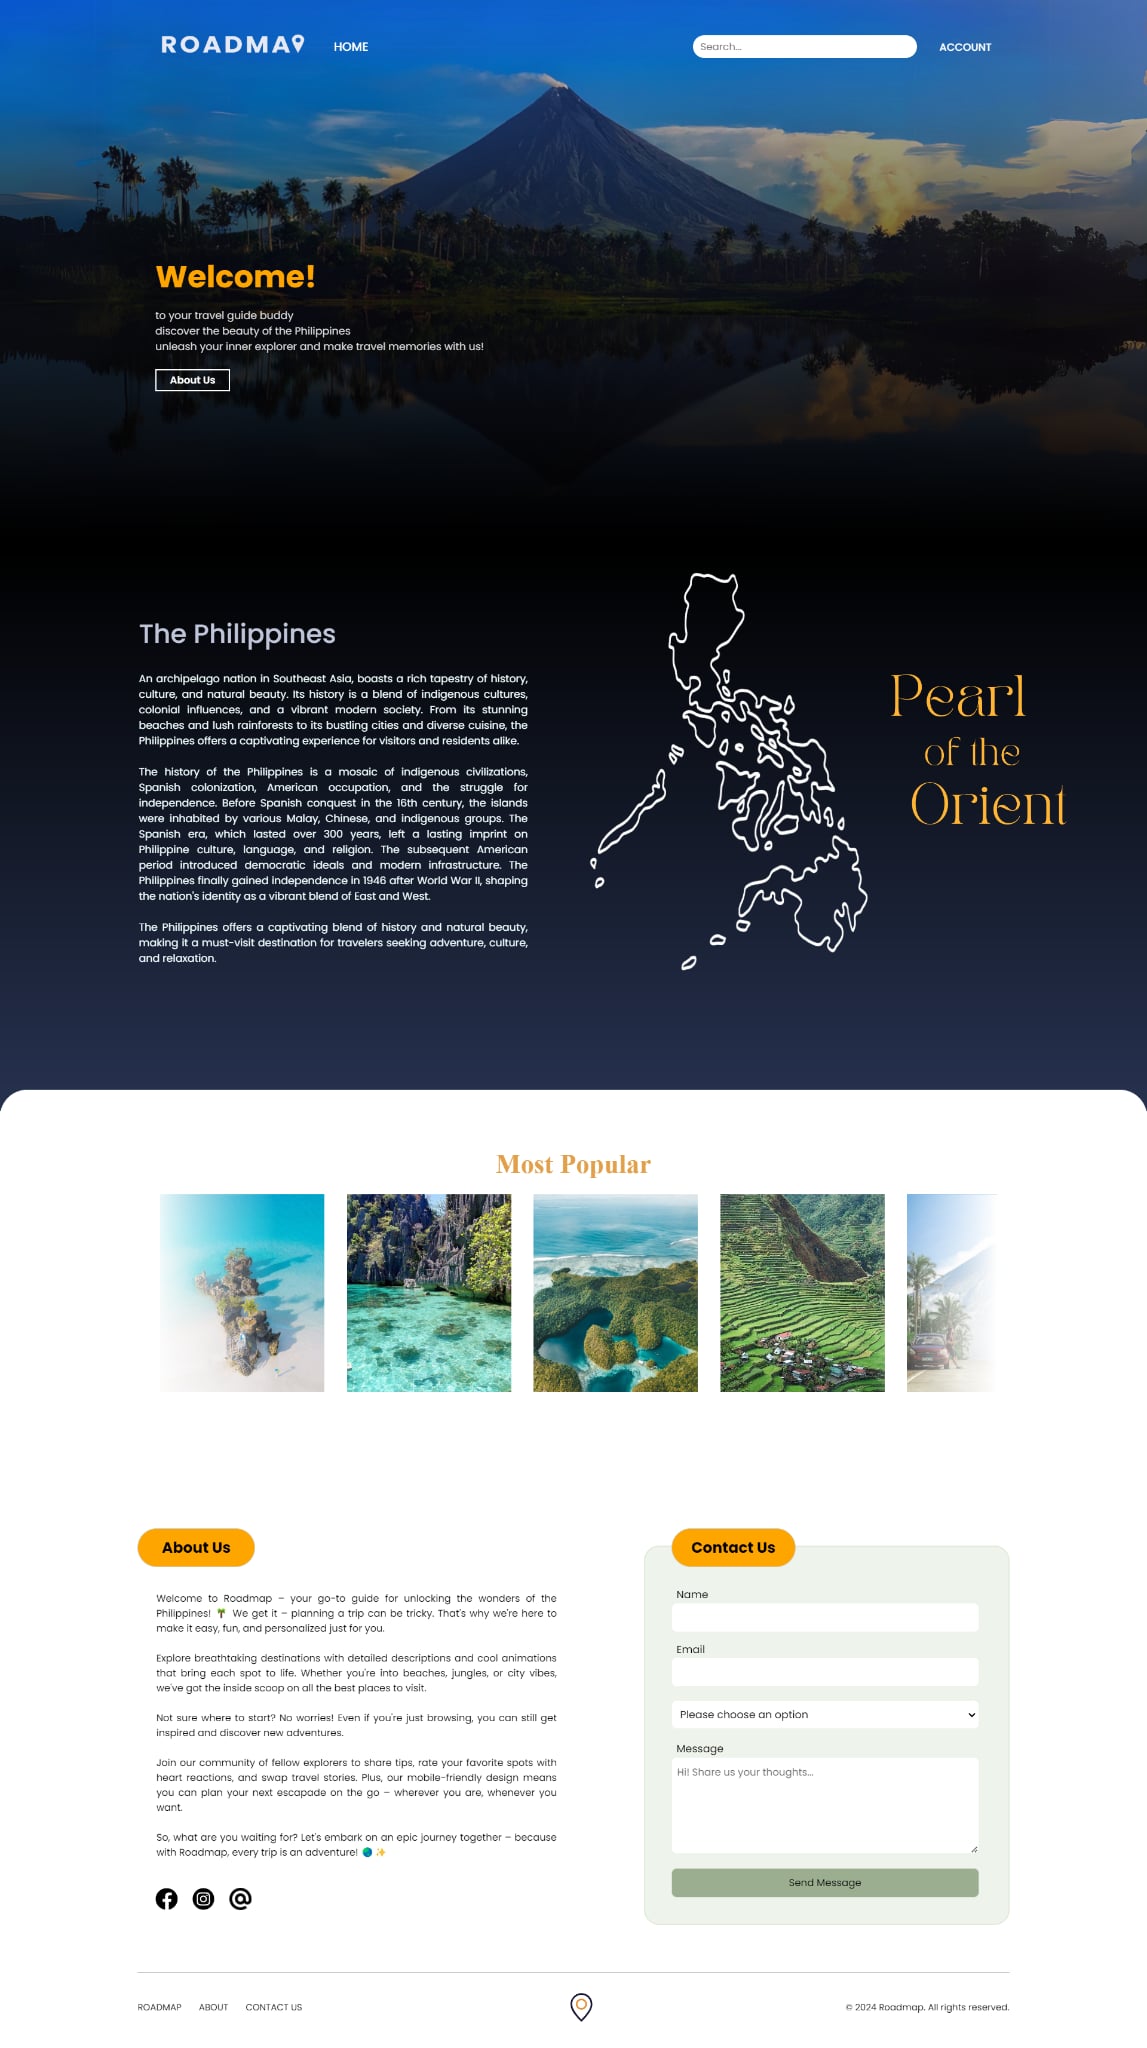 ROADMA
HOME
Search...
ACCOUNT
Welcome!
to your travel guide buddy
discover the beauty of the Philippines
unleash your inner explorer and make travel memories with us!
About Us
The Philippines
An archipelago nation in Southeast Asia, boasts a rich tapestry of history,
culture, and natural beauty. Its history is a blend of indigenous cultures,
colonial influences, and a vibrant modern society. From its stunning
beaches and lush rainforests to its bustling cities and diverse cuisine, the
Philippines offers a captivating experience for visitors and residents alike.
The history of the Philippines is a mosaic of indigenous civilizations,
Spanish colonization, American occupation, and the struggle for
independence. Before Spanish conquest in the 16th century, the islands
were inhabited by various Malay, Chinese, and indigenous groups. The
Spanish era, which lasted over 300 years, left a lasting imprint on
Philippine culture, language, and religion. The subsequent American
period introduced democratic ideals and modern infrastructure. The
Philippines finally gained independence in 1946 after World War II, shaping
the nation's identity as a vibrant blend of East and West.
The Philippines offers a captivating blend of history and natural beauty,
making it a must-visit destination for travelers seeking adventure, culture,
and relaxation.
Pearl
of the
Orient
Most Popular
About Us
Welcome to Roadmap – your go-to guide for unlocking the wonders of the
Philippines! 🌴 We get it – planning a trip can be tricky. That's why we're here to
make it easy, fun, and personalized just for you.
Explore breathtaking destinations with detailed descriptions and cool animations
that bring each spot to life. Whether you're into beaches, jungles, or city vibes,
we've got the inside scoop on all the best places to visit.
Not sure where to start? No worries! Even if you're just browsing, you can still get
inspired and discover new adventures.
Join our community of fellow explorers to share tips, rate your favorite spots with
heart reactions, and swap travel stories. Plus, our mobile-friendly design means
you can plan your next escapade on the go – wherever you are, whenever you
want.
So, what are you waiting for? Let's embark on an epic journey together – because
with Roadmap, every trip is an adventure! 🌏✨
Contact Us
Name
Email
Please choose an option
Message
Hi! Share us your thoughts...
Send Message
ROADMAP
ABOUT
CONTACT US
© 2024 Roadmap. All rights reserved.